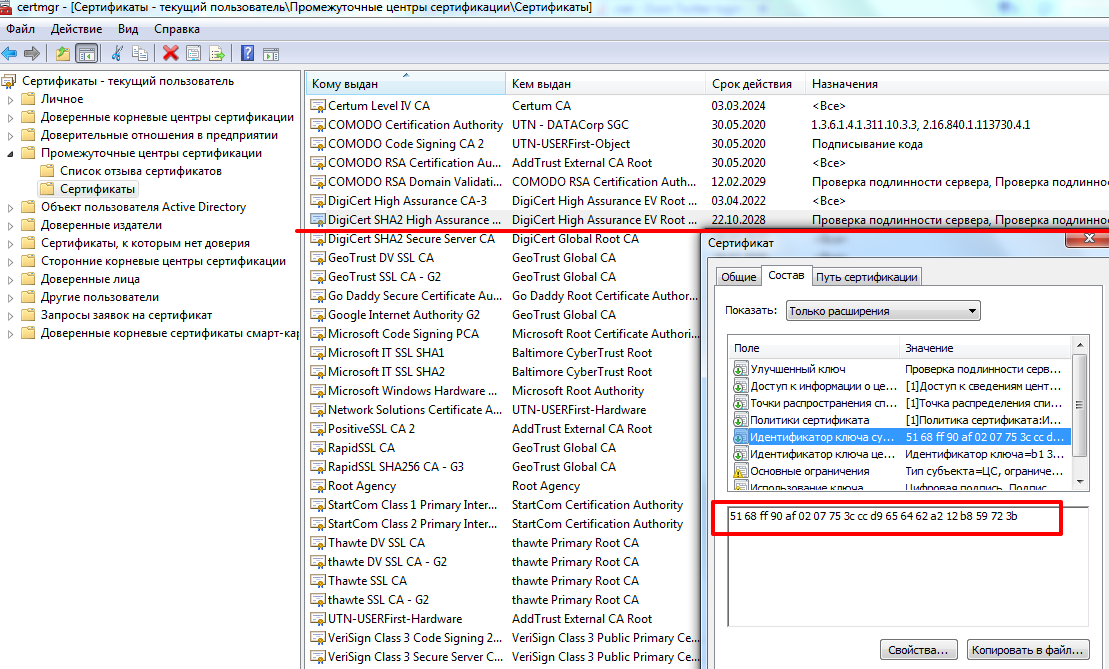 certmgr - [Сертификаты - текущий пользователь\Промежуточные центры сертификации\Сертификаты]
Файл Действие Вид Справка
Сертификаты - текущий пользователь
Личное
Доверенные корневые центры сертификации
Доверительные отношения в предприятии
Промежуточные центры сертификации
Список отзыва сертификатов
Сертификаты
Объект пользователя Active Directory
Доверенные издатели
Сертификаты, к которым нет доверия
Сторонние корневые центры сертификации
Доверенные лица
Другие пользователи
Запросы заявок на сертификат
Доверенные корневые сертификаты смарт-кар
Кому выдан Кем выдан Срок действия Назначения
Certum Level IV CA Certum CA 03.03.2024 <Все>
COMODO Certification Authority UTN - DATACorp SGC 30.05.2020 1.3.6.1.4.1.311.10.3.3, 2.16.840.1.113730.4.1
COMODO Code Signing CA 2 UTN-USERFirst-Object 30.05.2020 Подписывание кода
COMODO RSA Certification Au... AddTrust External CA Root 30.05.2020 <Все>
COMODO RSA Domain Validati... COMODO RSA Certification Auth... 12.02.2029 Проверка подлинности сервера, Проверка подлинно
DigiCert High Assurance CA-3 DigiCert High Assurance EV Root ... 03.04.2022 <Все>
DigiCert SHA2 High Assurance ... DigiCert High Assurance EV Root ... 22.10.2028 Проверка подлинности сервера, Проверка подлинно
DigiCert SHA2 Secure Server CA DigiCert Global Root CA
GeoTrust DV SSL CA GeoTrust Global CA
GeoTrust SSL CA - G2 GeoTrust Global CA
Go Daddy Secure Certificate Au... Go Daddy Root Certificate Author...
Google Internet Authority G2 GeoTrust Global CA
Microsoft Code Signing PCA Microsoft Root Certificate Authori...
Microsoft IT SSL SHA1 Baltimore CyberTrust Root
Microsoft IT SSL SHA2 Baltimore CyberTrust Root
Microsoft Windows Hardware ... Microsoft Root Authority
Network Solutions Certificate A... UTN-USERFirst-Hardware
PositiveSSL CA 2 AddTrust External CA Root
RapidSSL CA GeoTrust Global CA
RapidSSL SHA256 CA - G3 GeoTrust Global CA
Root Agency Root Agency
StartCom Class 1 Primary Inter... StartCom Certification Authority
StartCom Class 2 Primary Inter... StartCom Certification Authority
Thawte DV SSL CA thawte Primary Root CA
thawte DV SSL CA - G2 thawte Primary Root CA
Thawte SSL CA thawte Primary Root CA
thawte SSL CA - G2 thawte Primary Root CA
UTN-USERFirst-Hardware AddTrust External CA Root
VeriSign Class 3 Code Signing 2... VeriSign Class 3 Public Primary Ce...
VeriSign Class 3 Secure Server C... VeriSign Class 3 Public Primary Ce...
Сертификат
Общие Состав Путь сертификации
Показать: Только расширения
Поле Значение
Улучшенный ключ Проверка подлинности серв...
Доступ к информации о це... [1]Доступ к сведениям цент...
Точки распространения сп... [1]Точка распределения спи...
Политики сертификата [1]Политика сертификата:И...
Идентификатор ключа су... 51 68 ff 90 af 02 07 75 3c cc d...
Идентификатор ключа це... Идентификатор ключа=b1 3...
Основные ограничения Тип субъекта=ЦС, ограниче...
Использование ключа Цифровая подпись, Подпис
51 68 ff 90 af 02 07 75 3c cc d9 65 64 62 a2 12 b8 59 72 3b
Свойства... Копировать в файл...